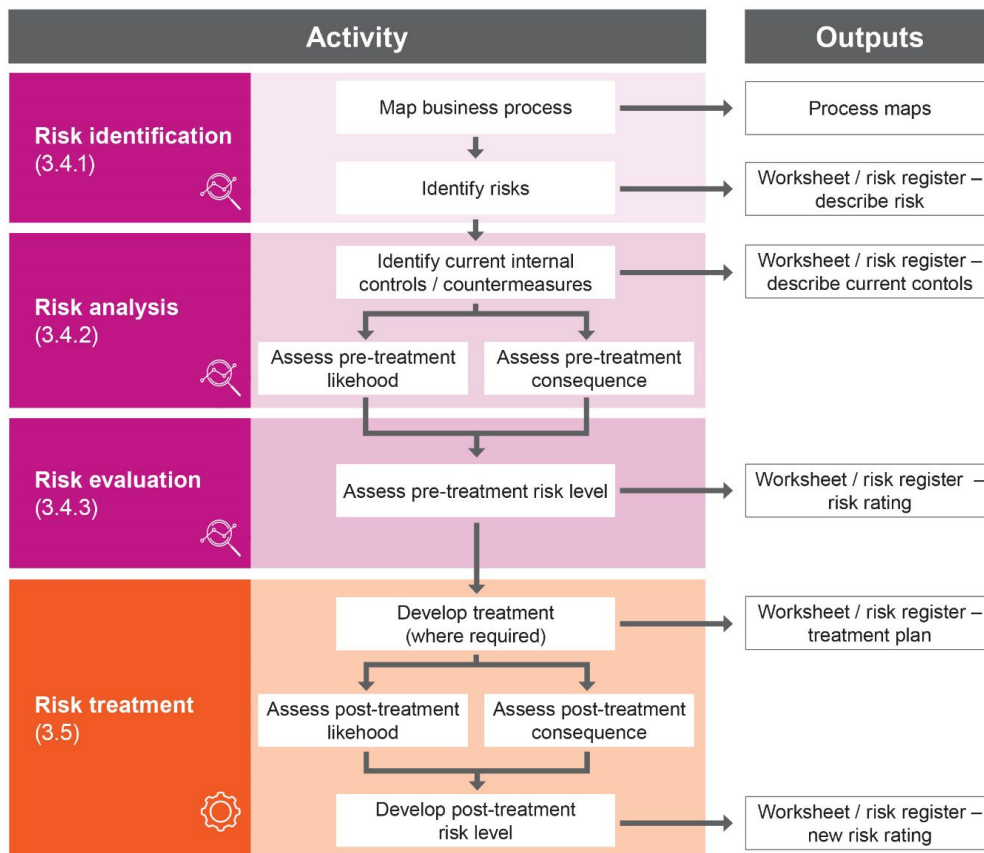 Activity
Outputs
Risk identification
(3.4.1)
Map business process
Process maps
Identify risks
Worksheet / risk register –
describe risk
Risk analysis
(3.4.2)
Identify current internal
controls / countermeasures
Worksheet / risk register –
describe current contols
Assess pre-treatment
likehood
Assess pre-treatment
consequence
Risk evaluation
(3.4.3)
Assess pre-treatment risk level
Worksheet / risk register –
risk rating
Risk treatment
(3.5)
Develop treatment
(where required)
Worksheet / risk register –
treatment plan
Assess post-treatment
likehood
Assess post-treatment
consequence
Develop post-treatment
risk level
Worksheet / risk register –
new risk rating